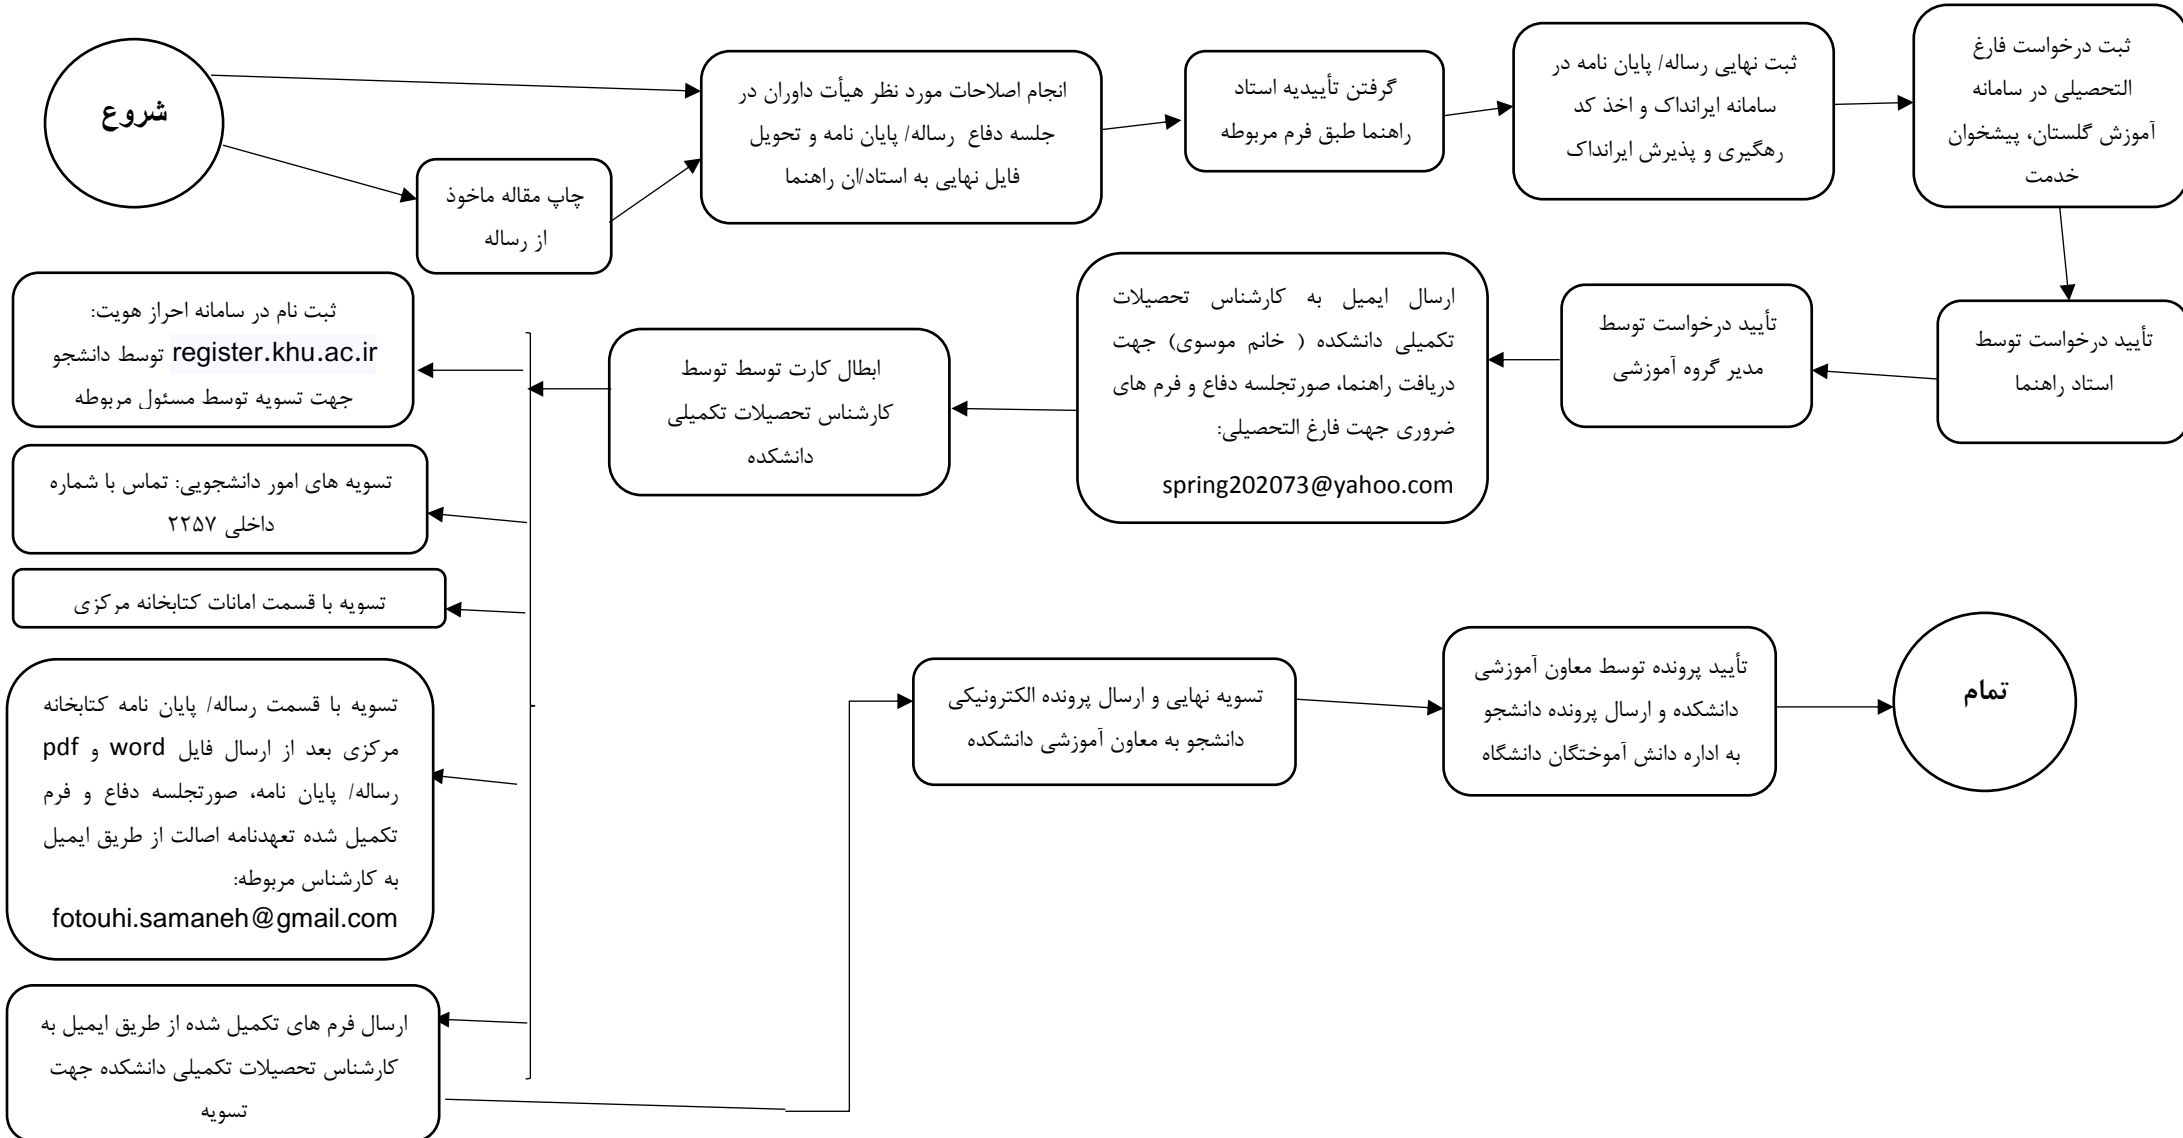 شروع
چاپ مقاله ماخوذ
از رساله
انجام اصلاحات مورد نظر هیأت داوران در
جلسه دفاع رساله/ پایان نامه و تحویل
فایل نهایی به استاد/ان راهنما
گرفتن تأییدیه استاد
راهنما طبق فرم مربوطه
ثبت نهایی رساله/ پایان نامه در
سامانه ایرانداک و اخذ کد
رهگیری و پذیرش ایرانداک
ثبت درخواست فارغ
التحصیلی در سامانه
آموزش گلستان، پیشخوان
خدمت
تأیید درخواست توسط
استاد راهنما
تأیید درخواست توسط
مدیر گروه آموزشی
ارسال ایمیل به کارشناس تحصیلات
تکمیلی دانشکده ( خانم موسوی) جهت
دریافت راهنما، صورتجلسه دفاع و فرم های
ضروری جهت فارغ التحصیلی:
spring202073@yahoo.com
ابطال کارت توسط توسط
کارشناس تحصیلات تکمیلی
دانشکده
ثبت نام در سامانه احراز هویت:
register.khu.ac.ir توسط دانشجو
جهت تسویه توسط مسئول مربوطه
تسویه های امور دانشجویی: تماس با شماره
داخلی ۲۲۵۷
تسویه با قسمت امانات کتابخانه مرکزی
تسویه با قسمت رساله/ پایان نامه کتابخانه
مرکزی بعد از ارسال فایل word و pdf
رساله/ پایان نامه، صورتجلسه دفاع و فرم
تکمیل شده تعهدنامه اصالت از طریق ایمیل
به کارشناس مربوطه:
fotouhi.samaneh@gmail.com
ارسال فرم های تکمیل شده از طریق ایمیل به
کارشناس تحصیلات تکمیلی دانشکده جهت
تسویه
تسویه نهایی و ارسال پرونده الکترونیکی
دانشجو به معاون آموزشی دانشکده
تأیید پرونده توسط معاون آموزشی
دانشکده و ارسال پرونده دانشجو
به اداره دانش آموختگان دانشگاه
تمام